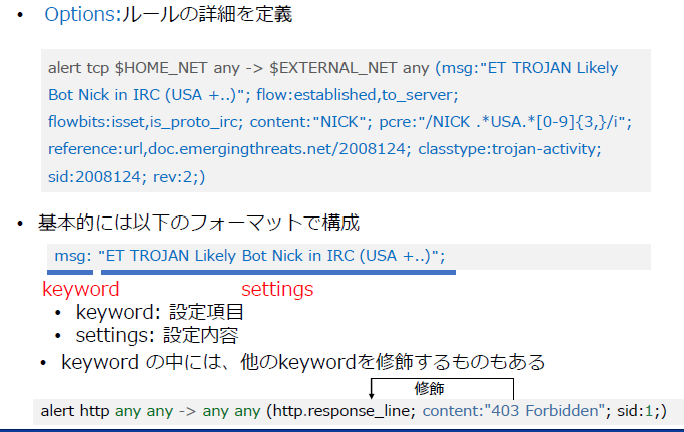 • Options:ルールの詳細を定義
alert tcp $HOME_NET any -> $EXTERNAL_NET any (msg:"ET TROJAN Likely
Bot Nick in IRC (USA +..)"; flow:established,to_server;
flowbits:isset,is_proto_irc; content:"NICK"; pcre:"/NICK .*USA.*[0-9]{3,}/i";
reference:url,doc.emergingthreats.net/2008124; classtype:trojan-activity;
sid:2008124; rev:2;)
• 基本的には以下のフォーマットで構成
msg: "ET TROJAN Likely Bot Nick in IRC (USA +..)";
keyword settings
• keyword: 設定項目
• settings: 設定内容
• keyword の中には、他のkeywordを修飾するものもある
修飾
alert http any any -> any any (http.response_line; content:"403 Forbidden"; sid:1;)